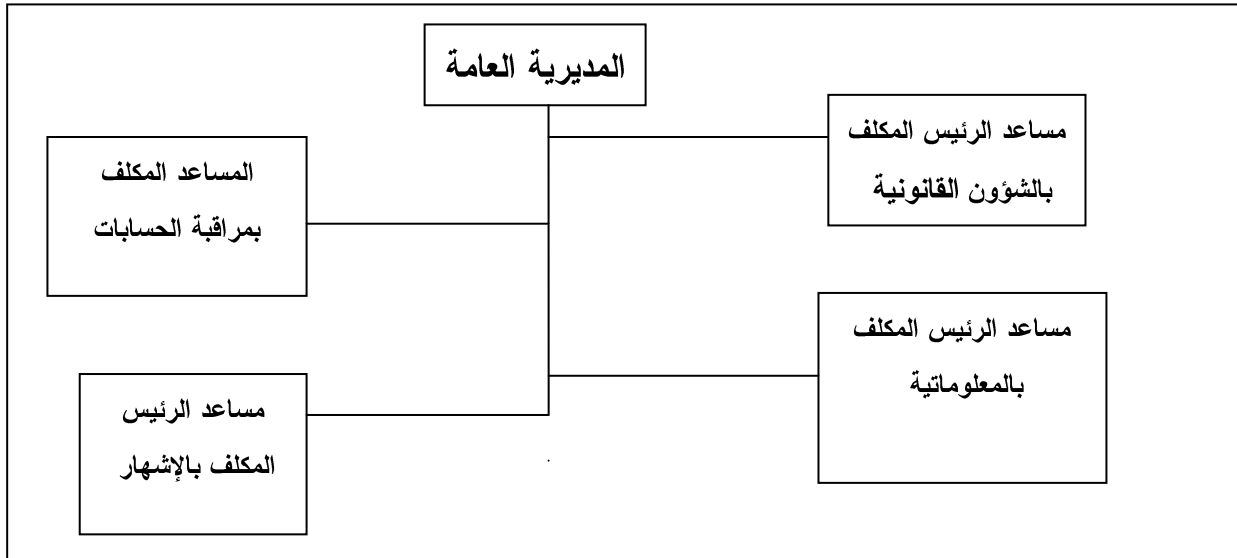 المديرية العامة
مساعد الرئيس المكلف
بالشؤون القانونية
المساعد المكلف
بمراقبة الحسابات
مساعد الرئيس المكلف
بالمعلوماتية
مساعد الرئيس
المكلف بالإشهار